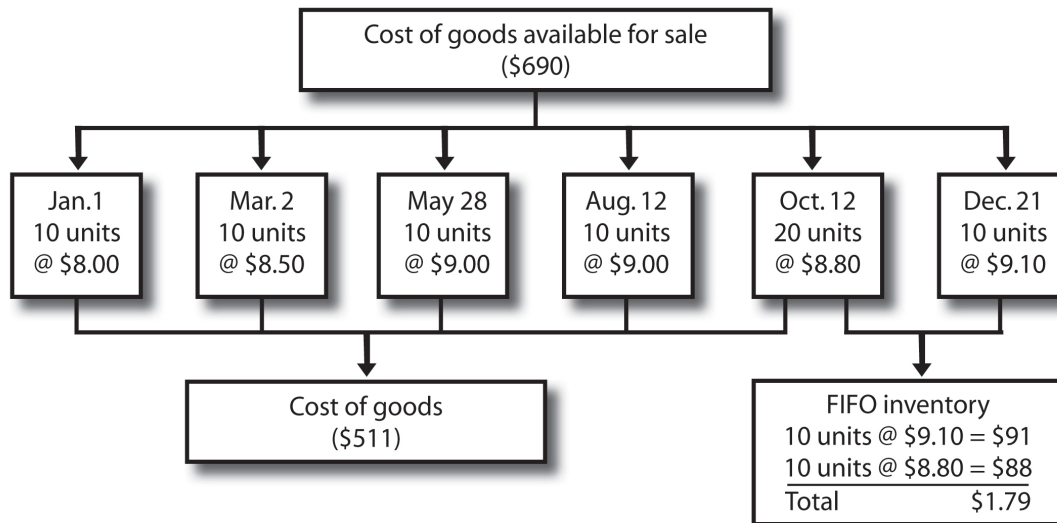 Cost of goods available for sale
($690)
Jan.1
10 units
@ $8.00
Mar. 2
10 units
@ $8.50
May 28
10 units
@ $9.00
Aug. 12
10 units
@ $9.00
Oct. 12
20 units
@ $8.80
Dec. 21
10 units
@ $9.10
Cost of goods
($511)
FIFO inventory
10 units @ $9.10 = $91
10 units @ $8.80 = $88
Total $1.79